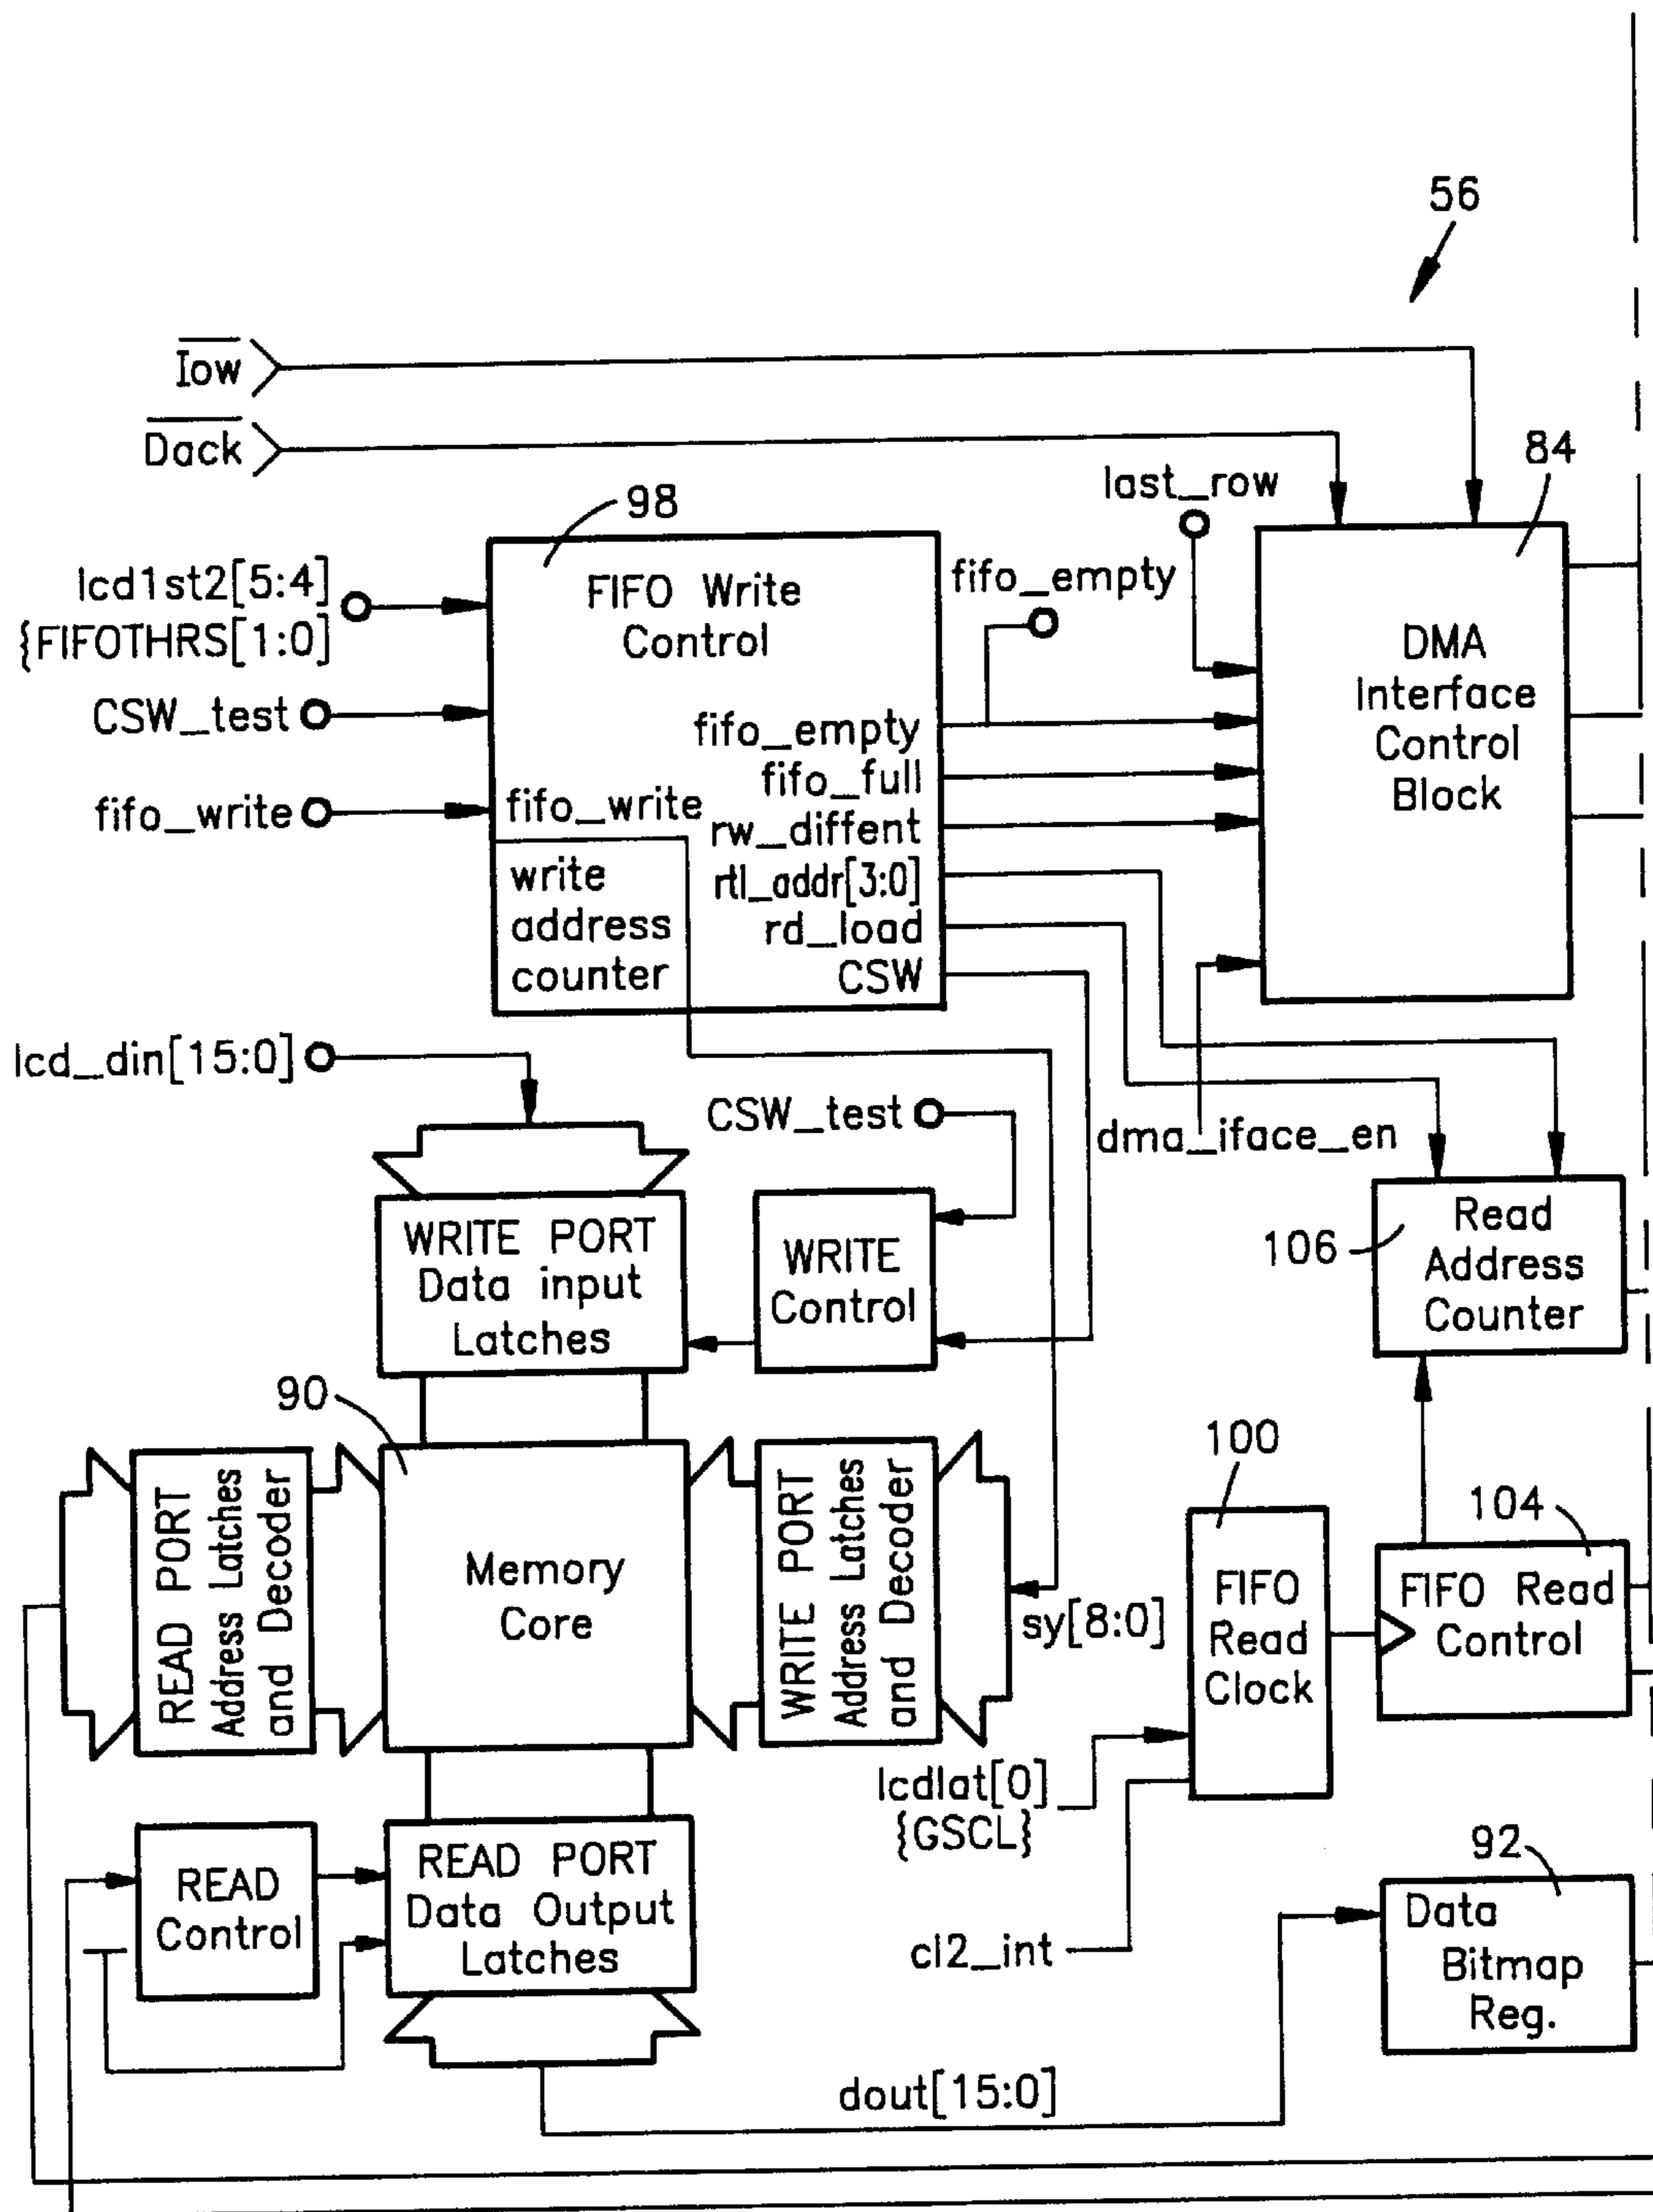 56
Iow
Dack
84
last_row
98
lcd1st2[5:4]
{FIFOTHRS[1:0]
FIFO Write
Control
fifo_empty
DMA
Interface
Control
Block
CSW_test
fifo_empty
fifo_full
fifo_write
fifo_write
rw_diffent
write
address
counter
rtl_addr[3:0]
rd_load
CSW
lcd_din[15:0]
CSW_test
dma_iface_en
WRITE PORT
Data input
Latches
WRITE
Control
106
Read
Address
Counter
90
100
104
READ PORT
Address Latches
and Decoder
Memory
Core
WRITE PORT
Address Latches
and Decoder
sy[8:0]
FIFO
Read
Clock
FIFO Read
Control
lcdlat[0]
{GSCL}
92
READ
Control
READ PORT
Data Output
Latches
cl2_int
Data
Bitmap
Reg.
dout[15:0]